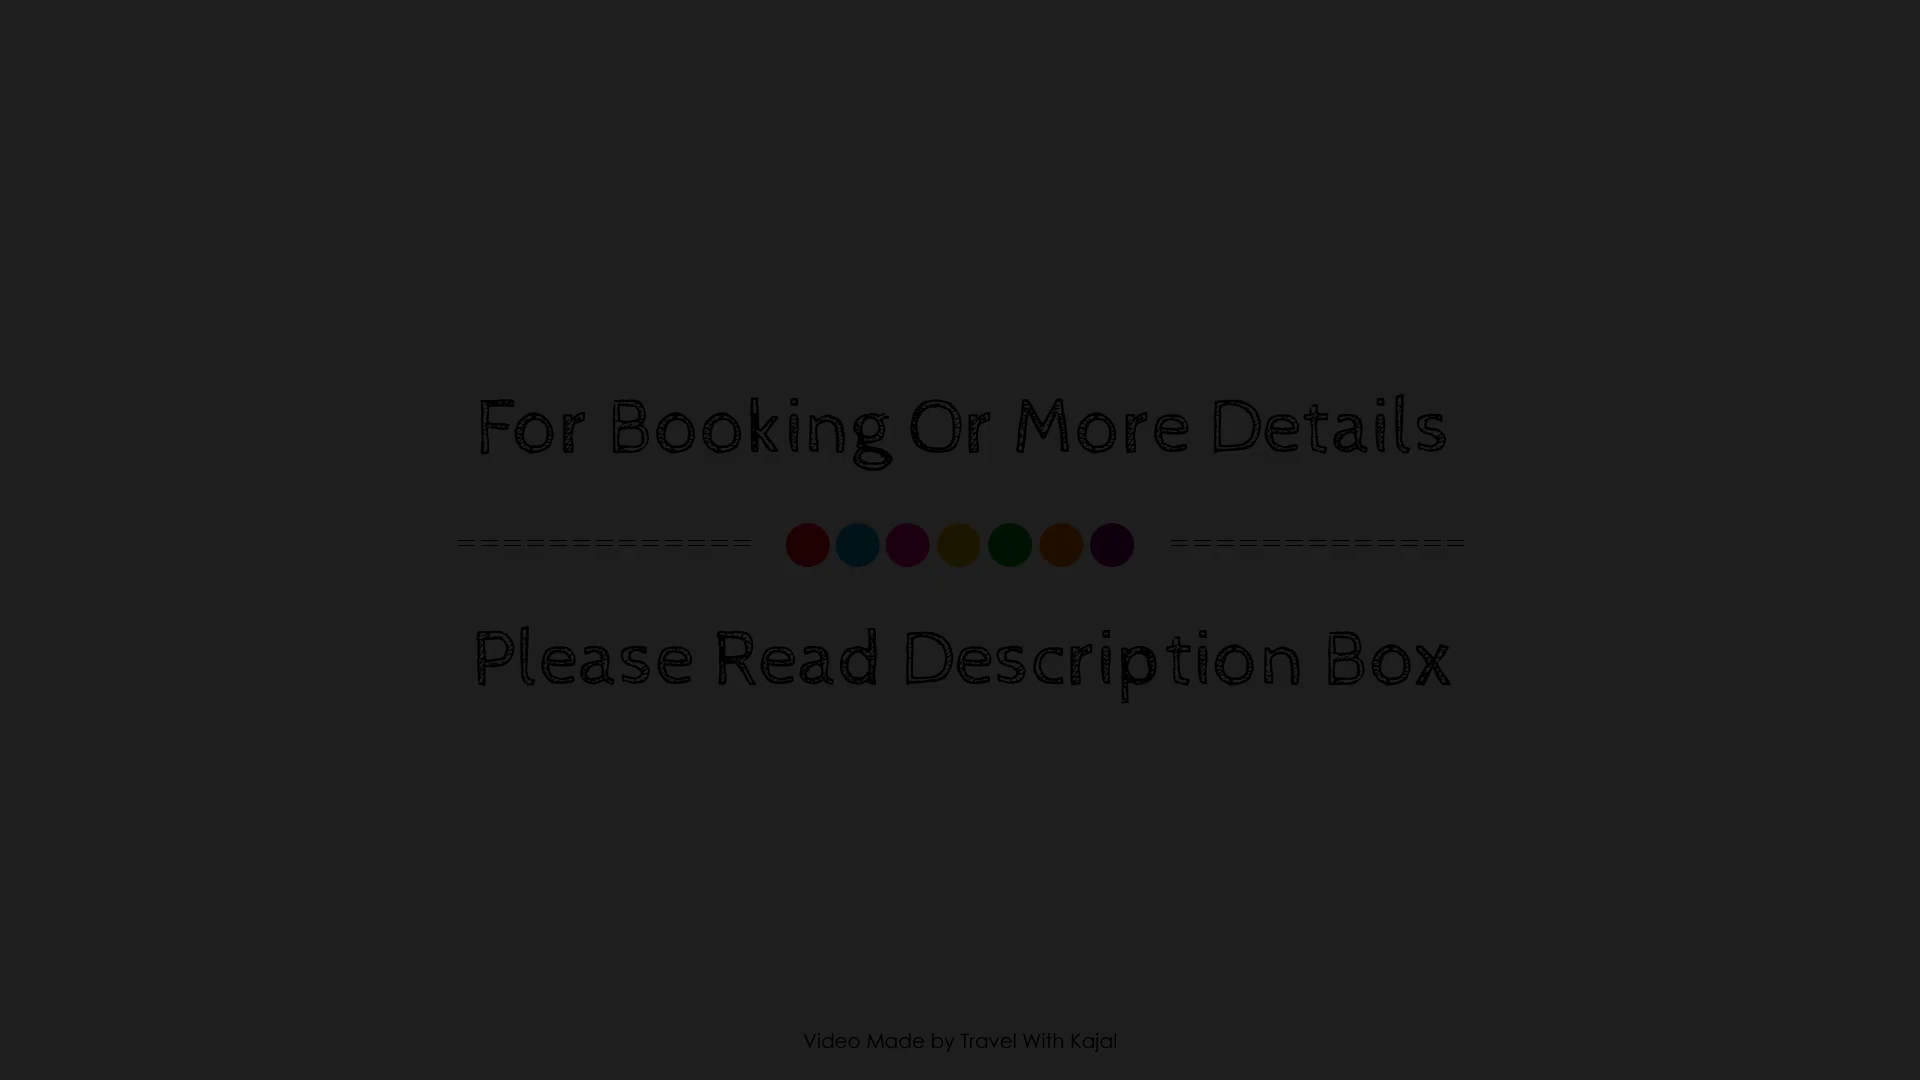 For Booking Or More Details
============= =============
Please Read Description Box
Video Made by Travel With Kajal